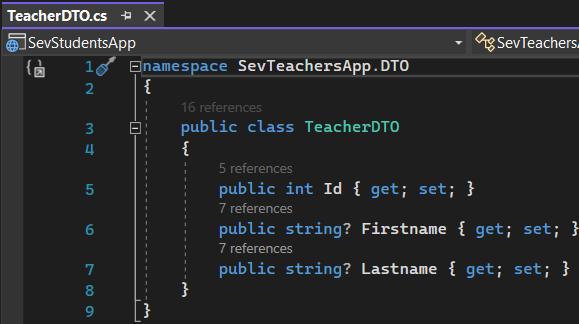 TeacherDTO.cs
SevStudentsApp SevTeachersA
1 namespace SevTeachersApp.DTO
2 {
16 references
3 public class TeacherDTO
4 {
5 references
5 public int Id { get; set; }
7 references
6 public string? Firstname { get; set; }
7 references
7 public string? Lastname { get; set; }
8 }
9 }